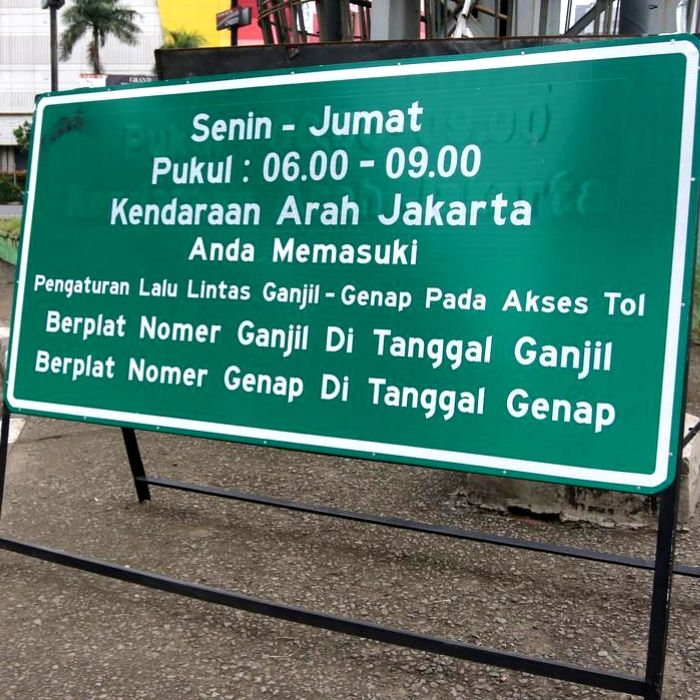 Senin - Jumat
Pukul : 06.00 - 09.00
Kendaraan Arah Jakarta
Anda Memasuki
Pengaturan Lalu Lintas Ganjil - Genap Pada Akses Tol
Berplat Nomer Ganjil Di Tanggal Ganjil
Berplat Nomer Genap Di Tanggal Genap